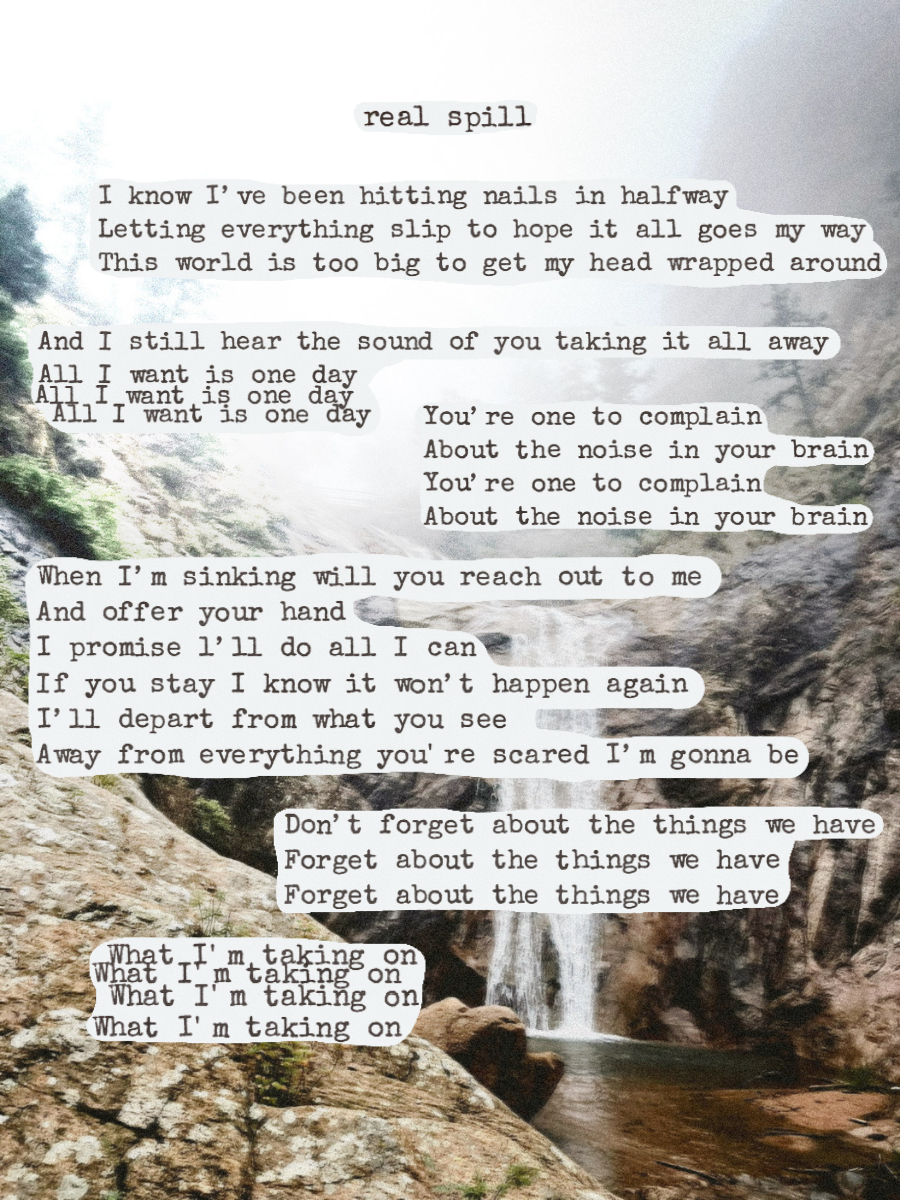 real spill
I know I've been hitting nails in halfway
Letting everything slip to hope it all goes my way
This world is too big to get my head wrapped around
And I still hear the sound of you taking it all away
All I want is one day
All I want is one day
All I want is one day
You're one to complain
About the noise in your brain
You're one to complain
About the noise in your brain
When I'm sinking will you reach out to me
And offer your hand
I promise l'll do all I can
If you stay I know it won't happen again
I'll depart from what you see
Away from everything you're scared I'm gonna be
Don't forget about the things we have
Forget about the things we have
Forget about the things we have
What I'm taking on
What I'm taking on
What I'm taking on
What I'm taking on